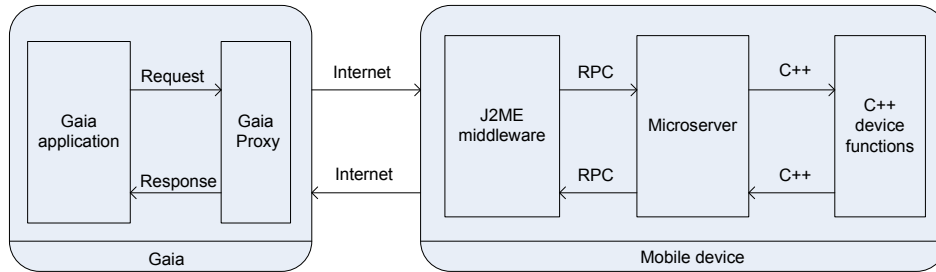 Request
Internet
RPC
C++
Gaia
application
Gaia
Proxy
J2ME
middleware
Microserver
C++
device
functions
Response
Internet
RPC
C++
Gaia
Mobile device